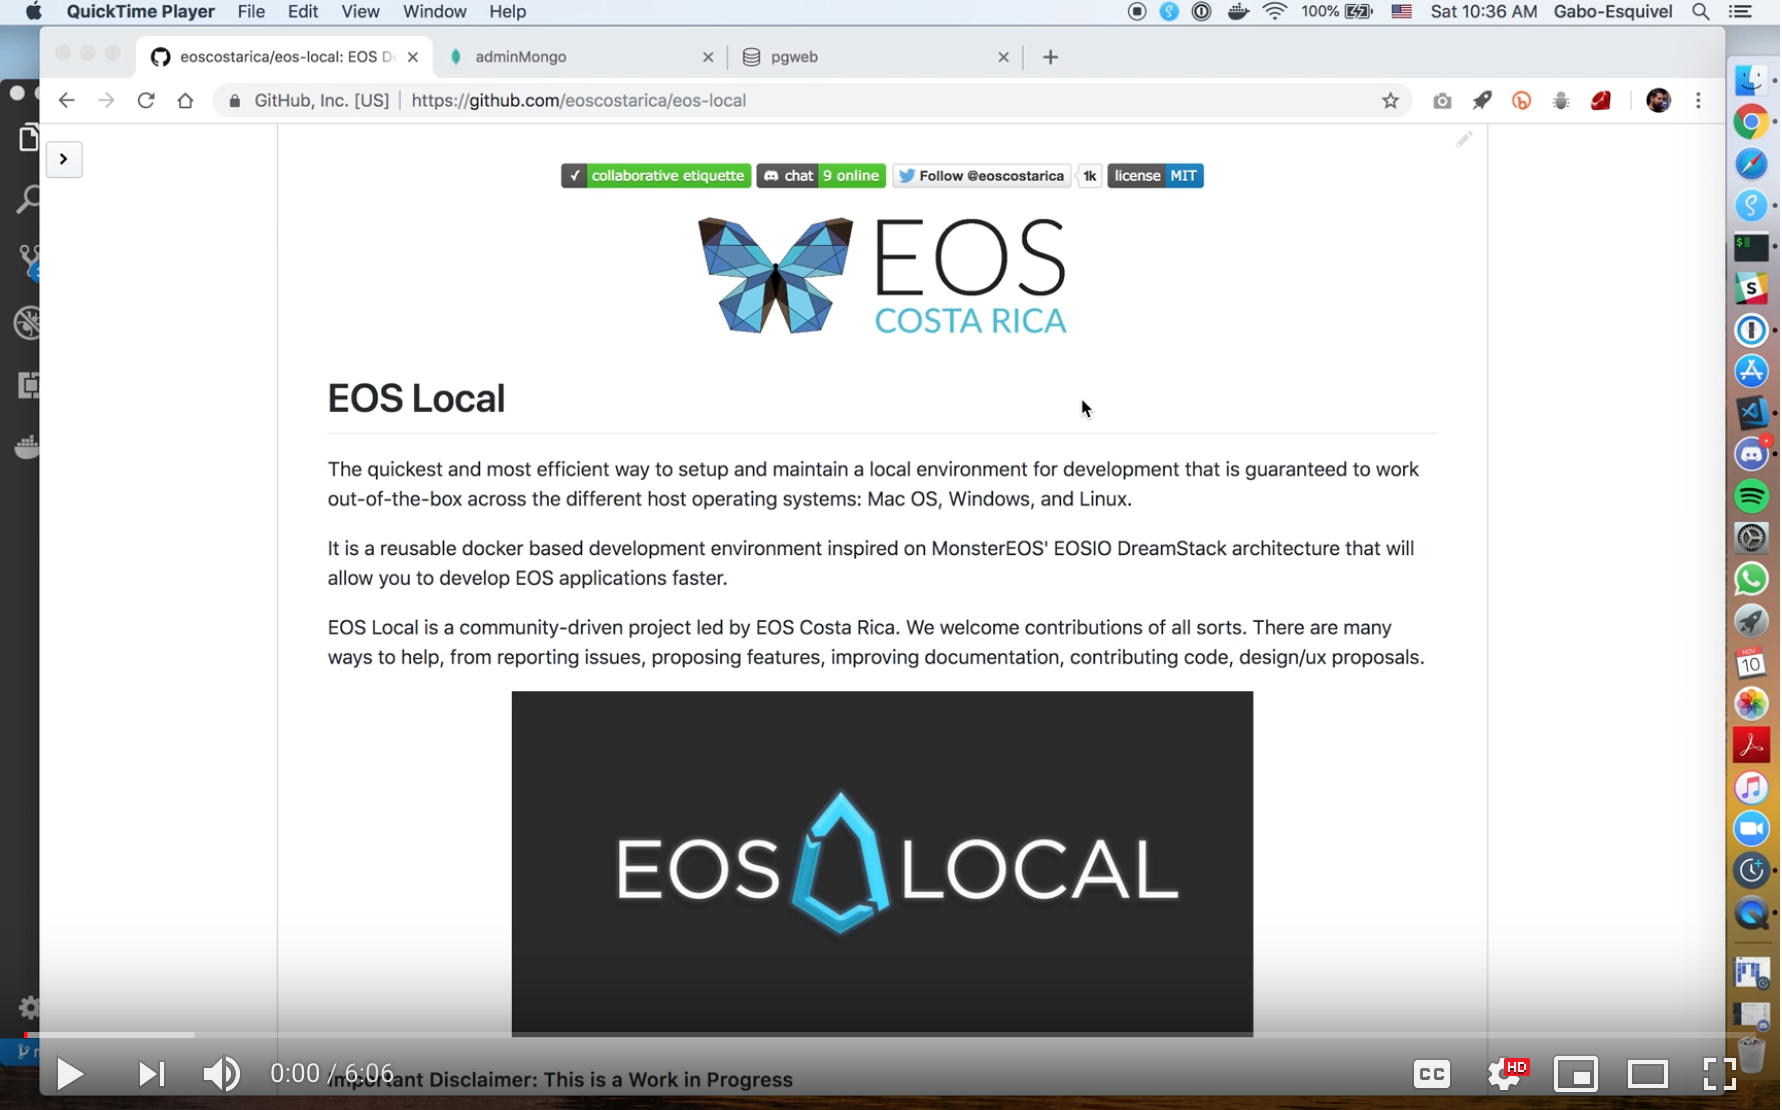 QuickTime Player File Edit View Window Help 100% Sat 10:36 AM Gabo-Esquivel
eoscostarica/eos-local: EOS De adminMongo pgweb
GitHub, Inc. [US] https://github.com/eoscostarica/eos-local
✓ collaborative etiquette chat 9 online Follow @eoscostarica 1k license MIT
EOS
COSTA RICA
EOS Local
The quickest and most efficient way to setup and maintain a local environment for development that is guaranteed to work
out-of-the-box across the different host operating systems: Mac OS, Windows, and Linux.
It is a reusable docker based development environment inspired on MonsterEOS' EOSIO DreamStack architecture that will
allow you to develop EOS applications faster.
EOS Local is a community-driven project led by EOS Costa Rica. We welcome contributions of all sorts. There are many
ways to help, from reporting issues, proposing features, improving documentation, contributing code, design/ux proposals.
EOS LOCAL
Important Disclaimer: This is a Work in Progress
0:00 / 6:06
CC HD
NOV
10